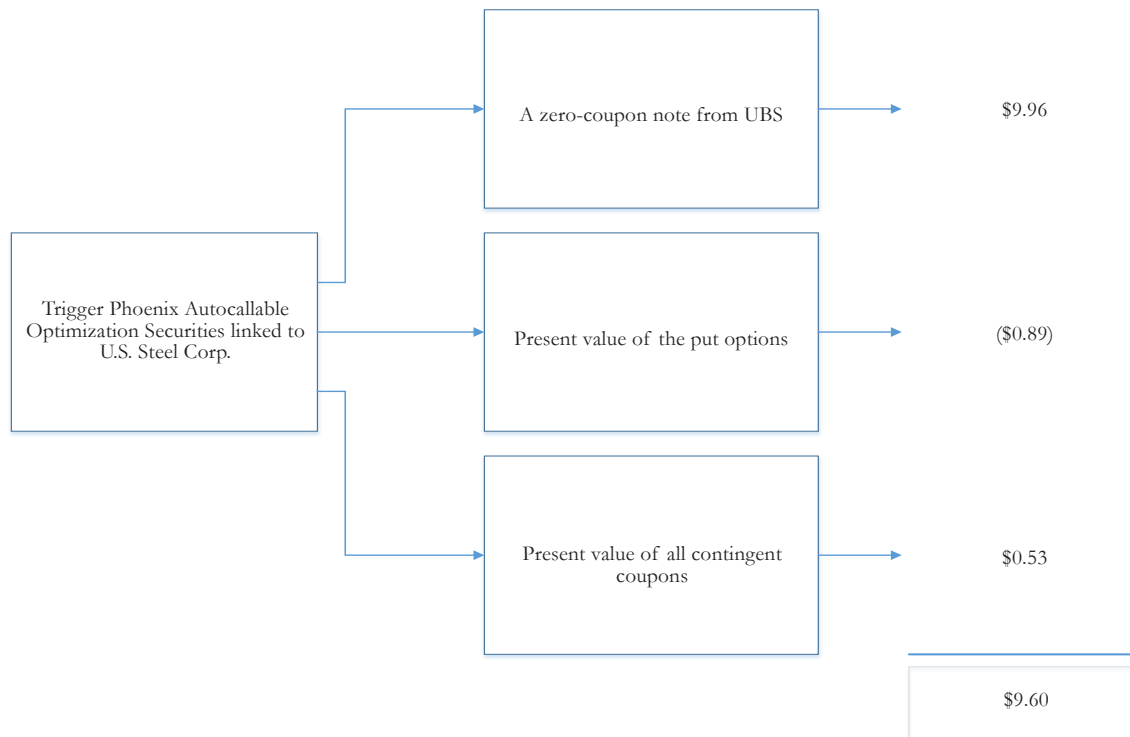 A zero-coupon note from UBS
$9.96
Trigger Phoenix Autocallable
Optimization Securities linked to
U.S. Steel Corp.
Present value of the put options
($0.89)
Present value of all contingent
coupons
$0.53
$9.60